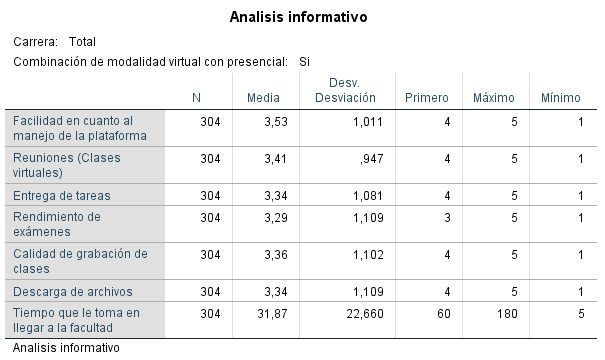 Analisis informativo
Carrera: Total
Combinación de modalidad virtual con presencial: Si
N Media Desv. Desviación Primero Máximo Mínimo
Facilidad en cuanto al manejo de la plataforma 304 3,53 1,011 4 5 1
Reuniones (Clases virtuales) 304 3,41 ,947 4 5 1
Entrega de tareas 304 3,34 1,081 4 5 1
Rendimiento de exámenes 304 3,29 1,109 3 5 1
Calidad de grabación de clases 304 3,36 1,102 4 5 1
Descarga de archivos 304 3,34 1,109 4 5 1
Tiempo que le toma en llegar a la facultad 304 31,87 22,660 60 180 5
Analisis informativo